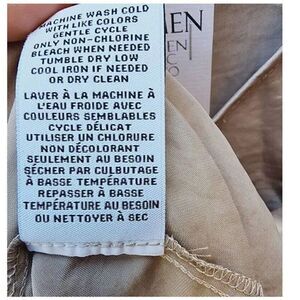 MACHINE WASH COLD
WITH LIKE COLORS
GENTLE CYCLE
ONLY NON-CHLORINE
BLEACH WHEN NEEDED
TUMBLE DRY LOW
COOL IRON IF NEEDED
OR DRY CLEAN
LAVER À LA MACHINE À
L'EAU FROIDE AVEC
COULEURS SEMBLABLES
CYCLE DÉLICAT
UTILISER UN CHLORURE
NON DÉCOLORANT
SEULEMENT AU BESOIN
SÉCHER PAR CULBUTAGE
À BASSE TEMPÉRATURE
REPASSER À BASSE
TEMPÉRATURE AU BESOIN
OU NETTOYER À SEC
MEN